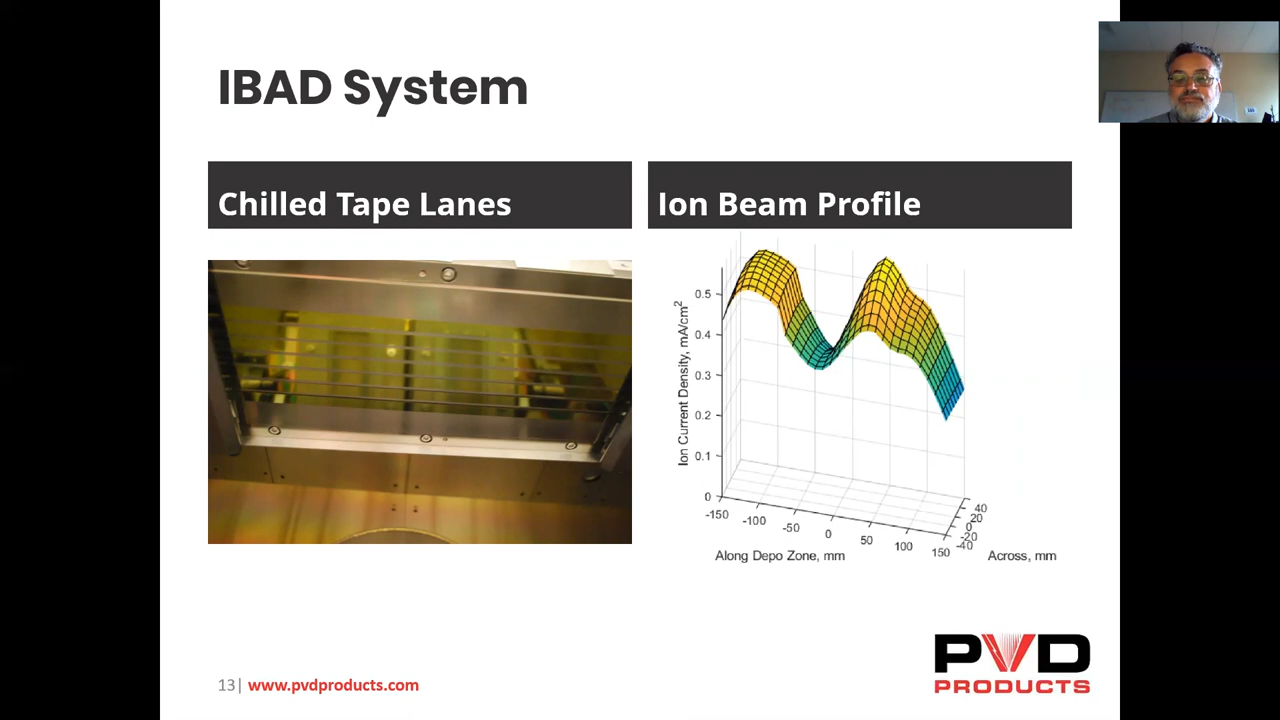 IBAD System
Chilled Tape Lanes
Ion Beam Profile
Ion Current Density, mA/cm²
0.5
0.4
0.3
0.2
0.1
0
-150
-100
-50
0
50
100
150
40
20
0
-20
-40
Along Depo Zone, mm
Across, mm
13| www.pvdproducts.com
PVD
PRODUCTS